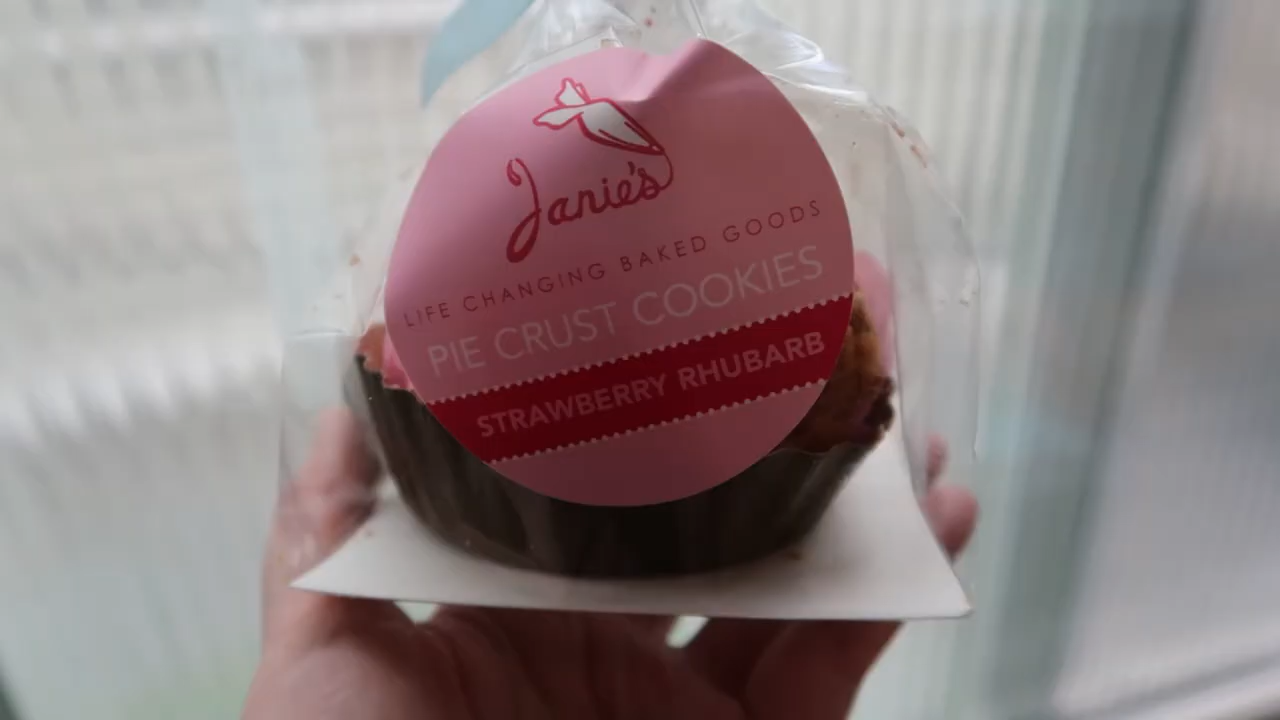 Janie's
LIFE CHANGING BAKED GOODS
PIE CRUST COOKIES
STRAWBERRY RHUBARB